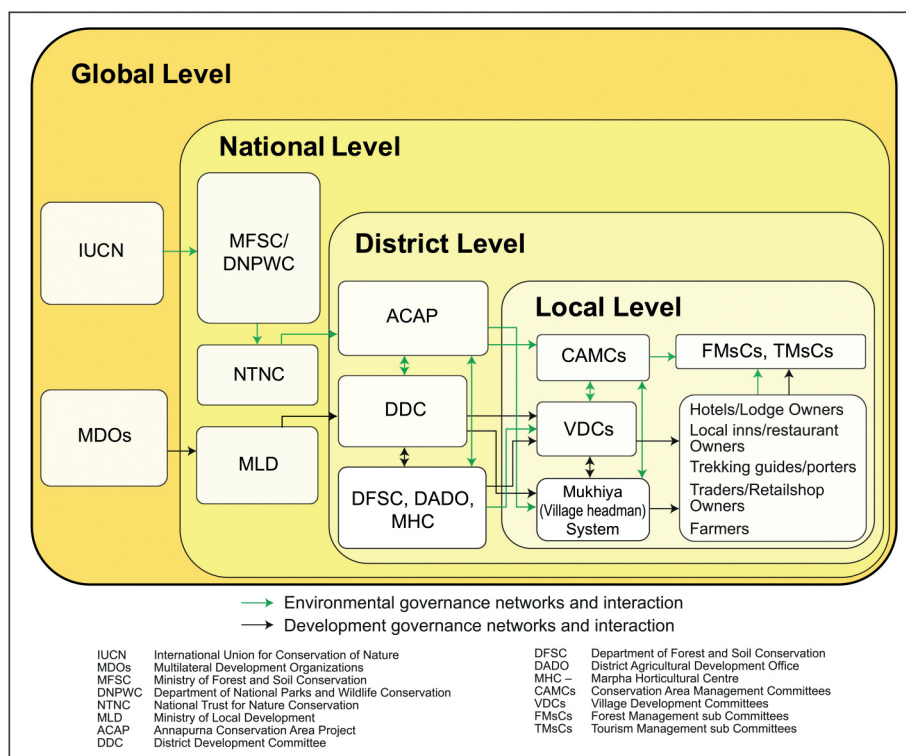 Global Level
National Level
IUCN
MFSC/
DNPWC
District Level
ACAP
Local Level
NTNC
CAMCs
FMsCs, TMsCs
MDOs
MLD
DDC
VDCs
Hotels/Lodge Owners
Local inns/restaurant
Owners
Trekking guides/porters
Traders/Retailshop
Owners
Farmers
DFSC, DADO,
MHC
Mukhiya
(Village headman)
System
Environmental governance networks and interaction
Development governance networks and interaction
IUCN International Union for Conservation of Nature
MDOs Multilateral Development Organizations
MFSC Ministry of Forest and Soil Conservation
DNPWC Department of National Parks and Wildlife Conservation
NTNC National Trust for Nature Conservation
MLD Ministry of Local Development
ACAP Annapurna Conservation Area Project
DDC District Development Committee
DFSC Department of Forest and Soil Conservation
DADO District Agricultural Development Office
MHC – Marpha Horticultural Centre
CAMCs Conservation Area Management Committees
VDCs Village Development Committees
FMsCs Forest Management sub Committees
TMsCs Tourism Management sub Committees